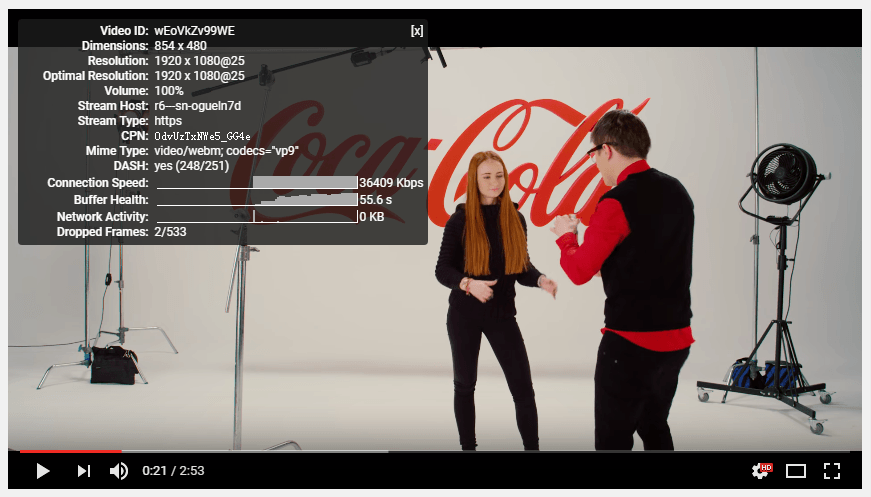 Video ID: wEoVkZv99WE [x]
Dimensions: 854 x 480
Resolution: 1920 x 1080@25
Optimal Resolution: 1920 x 1080@25
Volume: 100%
Stream Host: r6---sn-ogueln7d
Stream Type: https
CPN: OdvUzTxNWe5_GG4e
Mime Type: video/webm; codecs="vp9"
DASH: yes (248/251)
Connection Speed: 36409 Kbps
Buffer Health: 55.6 s
Network Activity: 0 KB
Dropped Frames: 2/533
Coca-Cola
0:21 / 2:53
HD